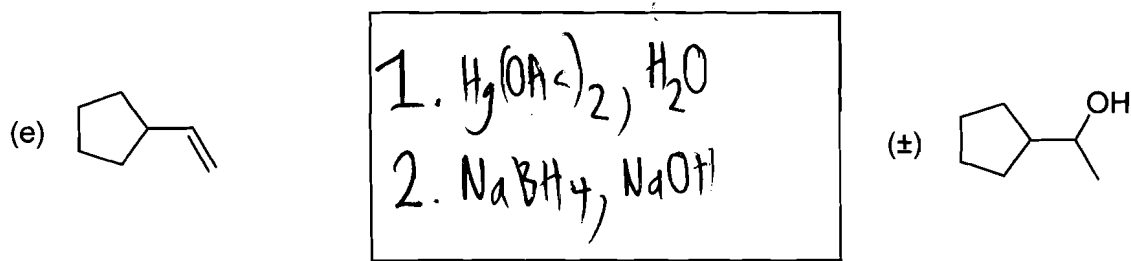 1. Hg(OAc)2, H2O
2. NaBH4, NaOH
(e)
(±)
OH